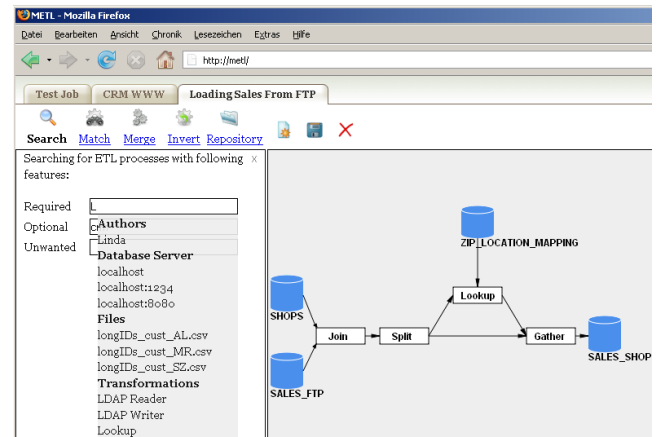 METL - Mozilla Firefox
Datei Bearbeiten Ansicht Chronik Lesezeichen Extras Hilfe
http://metl/
Test Job CRM WWW Loading Sales From FTP
Search Match Merge Invert Repository
Searching for ETL processes with following x
features:
Required L
Optional
Unwanted
Authors
Linda
Database Server
localhost
localhost:1234
localhost:8080
Files
longIDs_cust_AL.csv
longIDs_cust_MR.csv
longIDs_cust_SZ.csv
Transformations
LDAP Reader
LDAP Writer
Lookup
ZIP_LOCATION_MAPPING
Lookup
SHOPS
Join Split Gather
SALES_SHOP
SALES_FTP